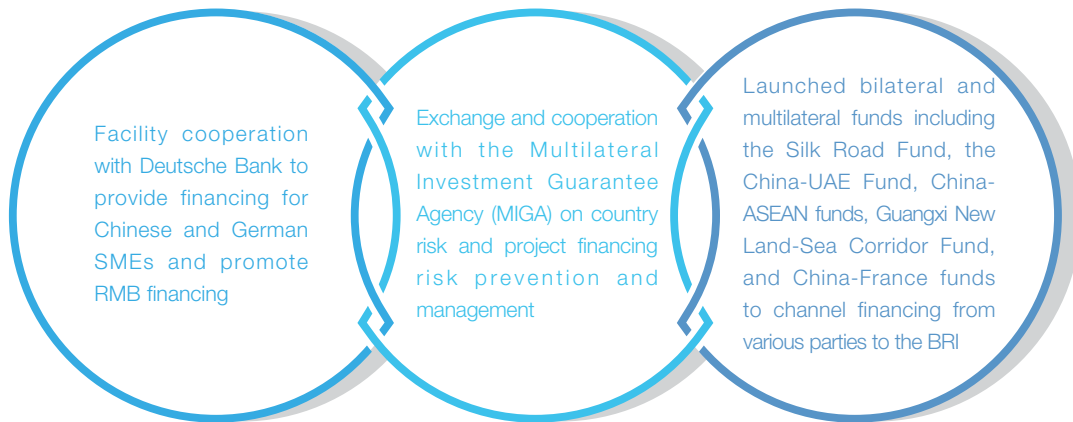 Facility cooperation
with Deutsche Bank to
provide financing for
Chinese and German
SMEs and promote
RMB financing
Exchange and cooperation
with the Multilateral
Investment Guarantee
Agency (MIGA) on country
risk and project financing
risk prevention and
management
Launched bilateral and
multilateral funds including
the Silk Road Fund, the
China-UAE Fund, China-
ASEAN funds, Guangxi New
Land-Sea Corridor Fund,
and China-France funds
to channel financing from
various parties to the BRI